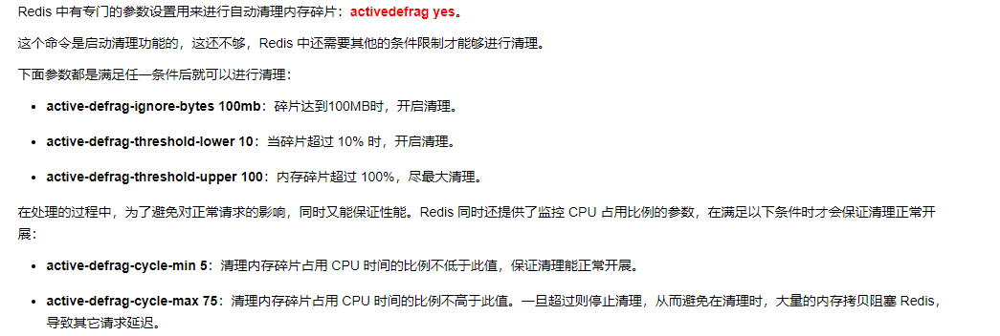 Redis 中有专门的参数设置用来进行自动清理内存碎片：activedefrag yes。
这个命令是启动清理功能的，这还不够，Redis 中还需要其他的条件限制才能够进行清理。
下面参数都是满足任一条件后就可以进行清理：
• active-defrag-ignore-bytes 100mb：碎片达到100MB时，开启清理。
• active-defrag-threshold-lower 10：当碎片超过 10% 时，开启清理。
• active-defrag-threshold-upper 100：内存碎片超过 100%，尽最大清理。
在处理的过程中，为了避免对正常请求的影响，同时又能保证性能。Redis 同时还提供了监控 CPU 占用比例的参数，在满足以下条件时才会保证清理正常开
展：
• active-defrag-cycle-min 5：清理内存碎片占用 CPU 时间的比例不低于此值，保证清理能正常开展。
• active-defrag-cycle-max 75：清理内存碎片占用 CPU 时间的比例不高于此值。一旦超过则停止清理，从而避免在清理时，大量的内存拷贝阻塞 Redis，
导致其它请求延迟。